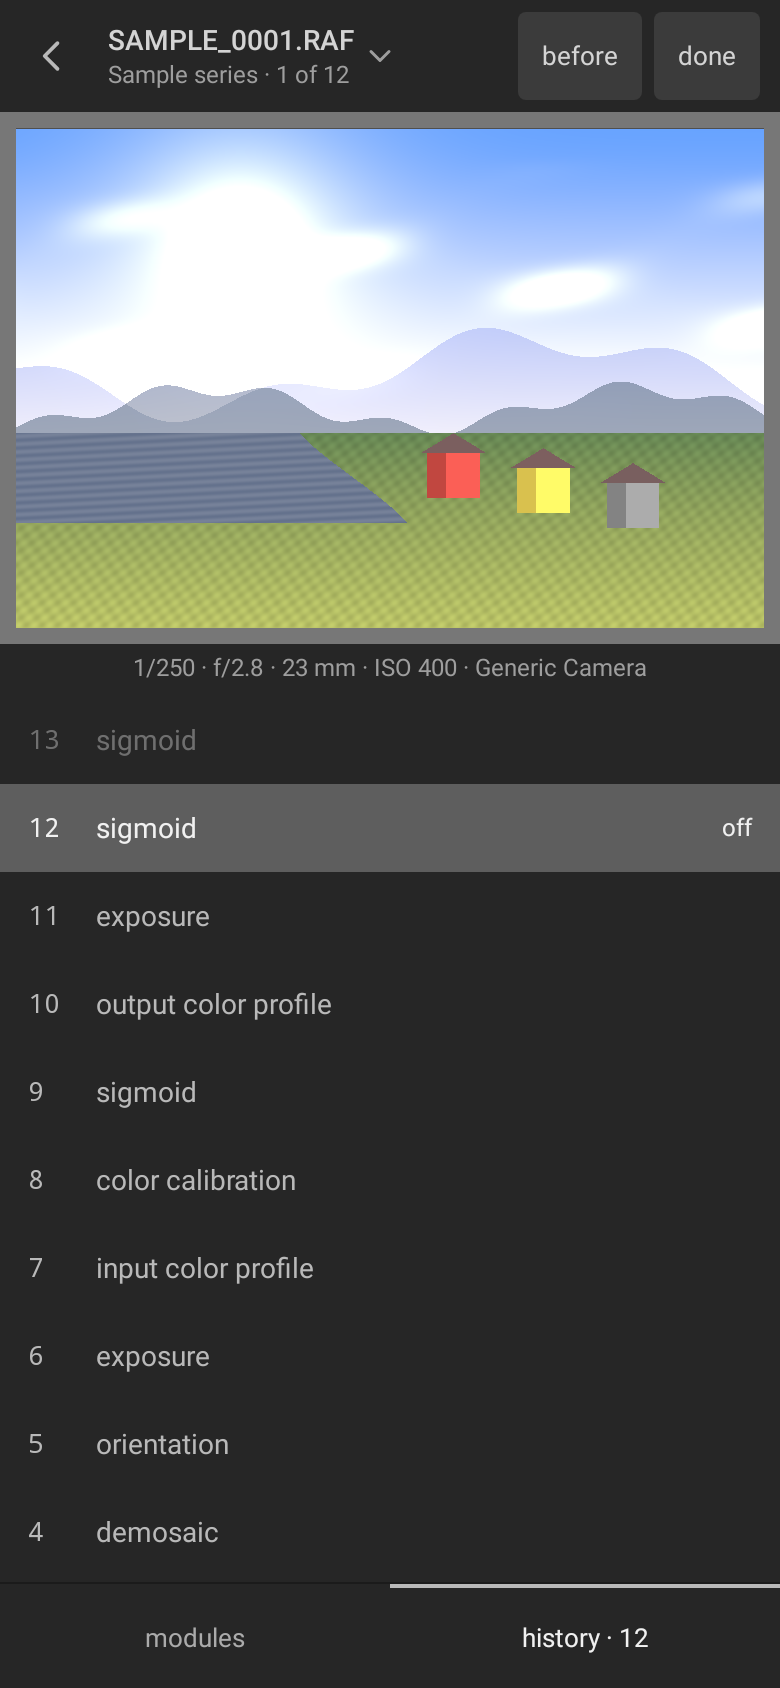 SAMPLE_0001.RAF
Sample series · 1 of 12
before
done
1/250 · f/2.8 · 23 mm · ISO 400 · Generic Camera
13 sigmoid
12 sigmoid off
11 exposure
10 output color profile
9 sigmoid
8 color calibration
7 input color profile
6 exposure
5 orientation
4 demosaic
modules
history · 12